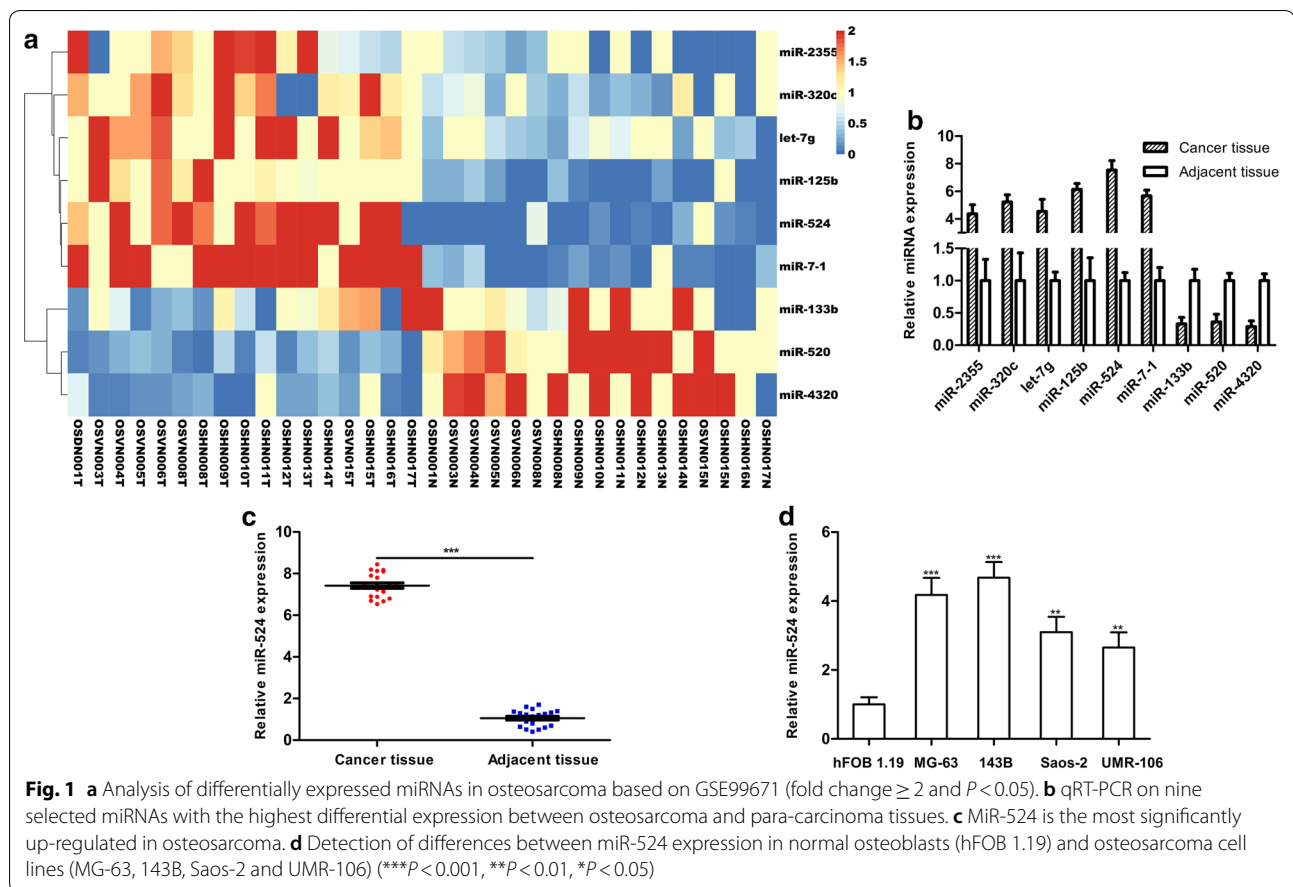 a
2
1.5
1
0.5
0
miR-2355
miR-320c
let-7g
miR-125b
miR-524
miR-7-1
miR-133b
miR-520
miR-4320
OSDN001T
OSVN003T
OSVN004T
OSVN005T
OSVN006T
OSVN008T
OSHN008T
OSHN009T
OSHN010T
OSHN011T
OSHN012T
OSHN013T
OSHN014T
OSVN015T
OSHN015T
OSHN016T
OSHN017T
OSDN001N
OSVN003N
OSVN004N
OSVN005N
OSVN006N
OSVN008N
OSHN008N
OSHN009N
OSHN010N
OSHN011N
OSHN012N
OSHN013N
OSHN014N
OSVN015N
OSHN015N
OSHN016N
OSHN017N
b
Relative miRNA expression
10
8
6
4
1.5
1.0
0.5
0.0
Cancer tissue
Adjacent tissue
miR-2355
miR-320c
let-7g
miR-125b
miR-524
miR-7-1
miR-133b
miR-520
miR-4320
c
Relative miR-524 expression
10
8
6
4
2
0
***
Cancer tissue
Adjacent tissue
d
Relative miR-524 expression
6
4
2
0
***
***
**
**
hFOB 1.19
MG-63
143B
Saos-2
UMR-106
Fig. 1 a Analysis of differentially expressed miRNAs in osteosarcoma based on GSE99671 (fold change ≥ 2 and P < 0.05). b qRT-PCR on nine
selected miRNAs with the highest differential expression between osteosarcoma and para-carcinoma tissues. c MiR-524 is the most significantly
up-regulated in osteosarcoma. d Detection of differences between miR-524 expression in normal osteoblasts (hFOB 1.19) and osteosarcoma cell
lines (MG-63, 143B, Saos-2 and UMR-106) (***P < 0.001, **P < 0.01, *P < 0.05)